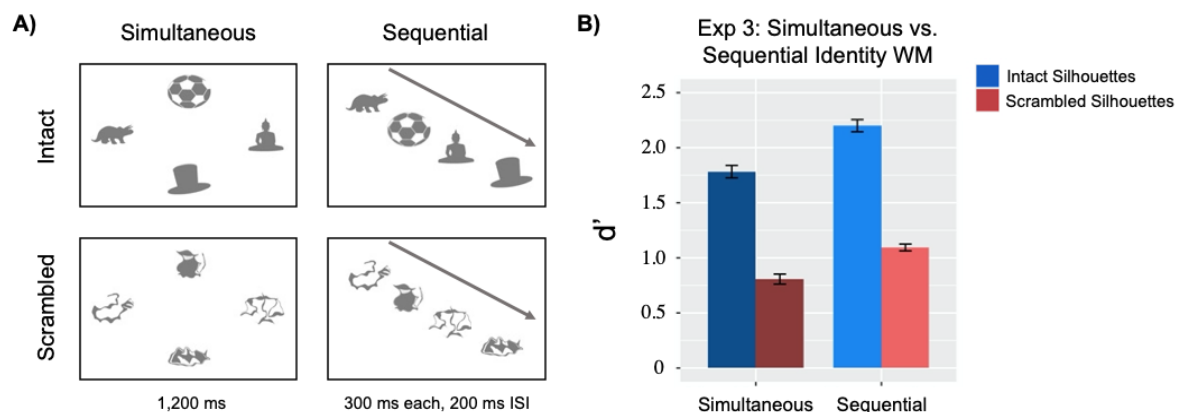 A)
Simultaneous
Sequential
Intact
Scrambled
1,200 ms
300 ms each, 200 ms ISI
B)
Exp 3: Simultaneous vs.
Sequential Identity WM
Intact Silhouettes
Scrambled Silhouettes
d’
2.5
2.0
1.5
1.0
0.5
0
Simultaneous
Sequential